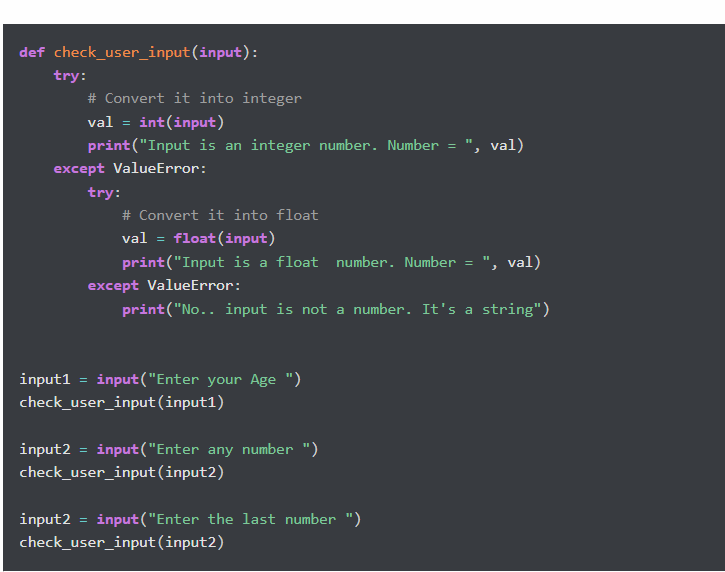 def check_user_input(input):
    try:
        # Convert it into integer
        val = int(input)
        print("Input is an integer number. Number = ", val)
    except ValueError:
        try:
            # Convert it into float
            val = float(input)
            print("Input is a float  number. Number = ", val)
        except ValueError:
            print("No.. input is not a number. It's a string")


input1 = input("Enter your Age ")
check_user_input(input1)

input2 = input("Enter any number ")
check_user_input(input2)

input2 = input("Enter the last number ")
check_user_input(input2)